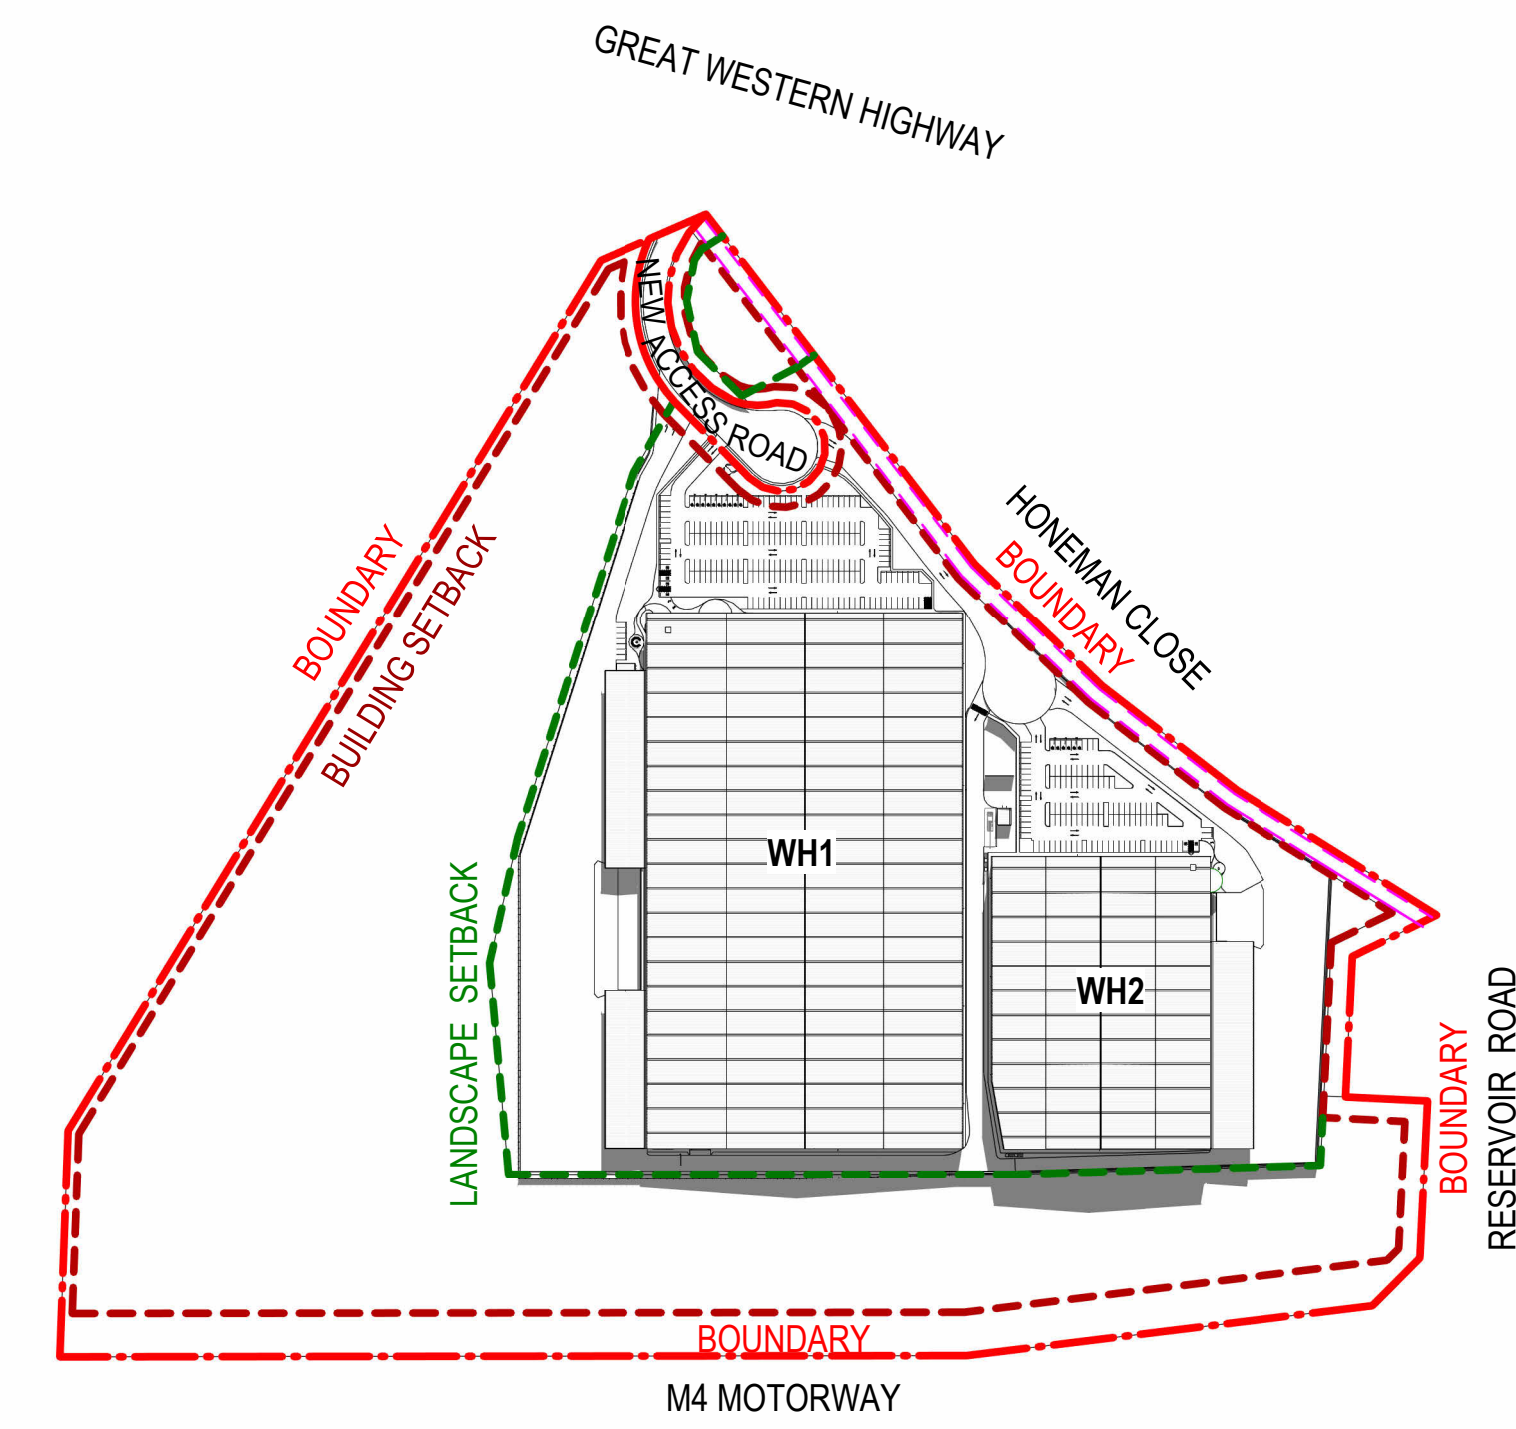 GREAT WESTERN HIGHWAY
NEW ACCESS ROAD
HONEMAN CLOSE
BOUNDARY
BOUNDARY
BUILDING SETBACK
WH1
WH2
LANDSCAPE SETBACK
BOUNDARY
RESERVOIR ROAD
BOUNDARY
M4 MOTORWAY